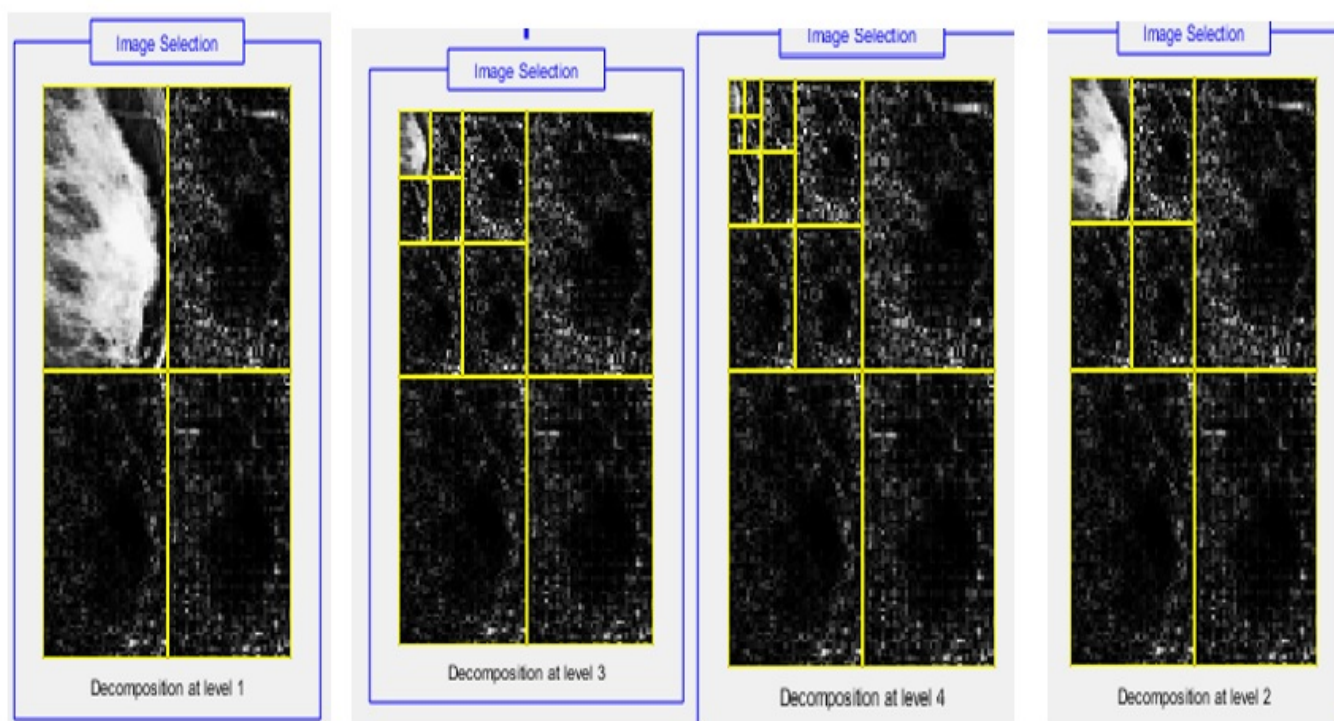 Image Selection
Decomposition at level 1
Image Selection
Decomposition at level 3
Image Selection
Decomposition at level 4
Image Selection
Decomposition at level 2